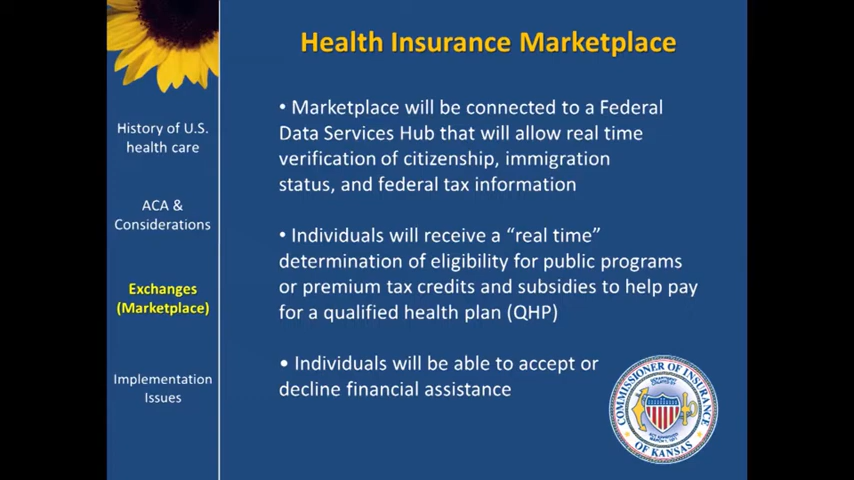 Health Insurance Marketplace
History of U.S.
health care
ACA &
Considerations
Exchanges
(Marketplace)
Implementation
Issues
• Marketplace will be connected to a Federal
Data Services Hub that will allow real time
verification of citizenship, immigration
status, and federal tax information
• Individuals will receive a “real time”
determination of eligibility for public programs
or premium tax credits and subsidies to help pay
for a qualified health plan (QHP)
• Individuals will be able to accept or
decline financial assistance
COMMISSIONER OF INSURANCE
OF KANSAS